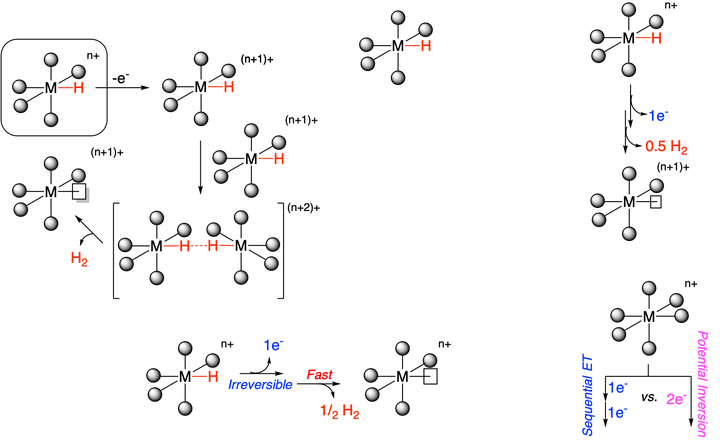 n+
M H
-e-
(n+1)+
M H
M H
n+
M H
1e-
0.5 H2
(n+1)+
M
(n+1)+
M H
(n+1)+
M
H2
(n+2)+
M H H M
n+
M H
1e-
Irreversible
Fast
1/2 H2
n+
M
n+
M
Sequential ET
1e-
1e-
vs.
2e-
Potential Inversion